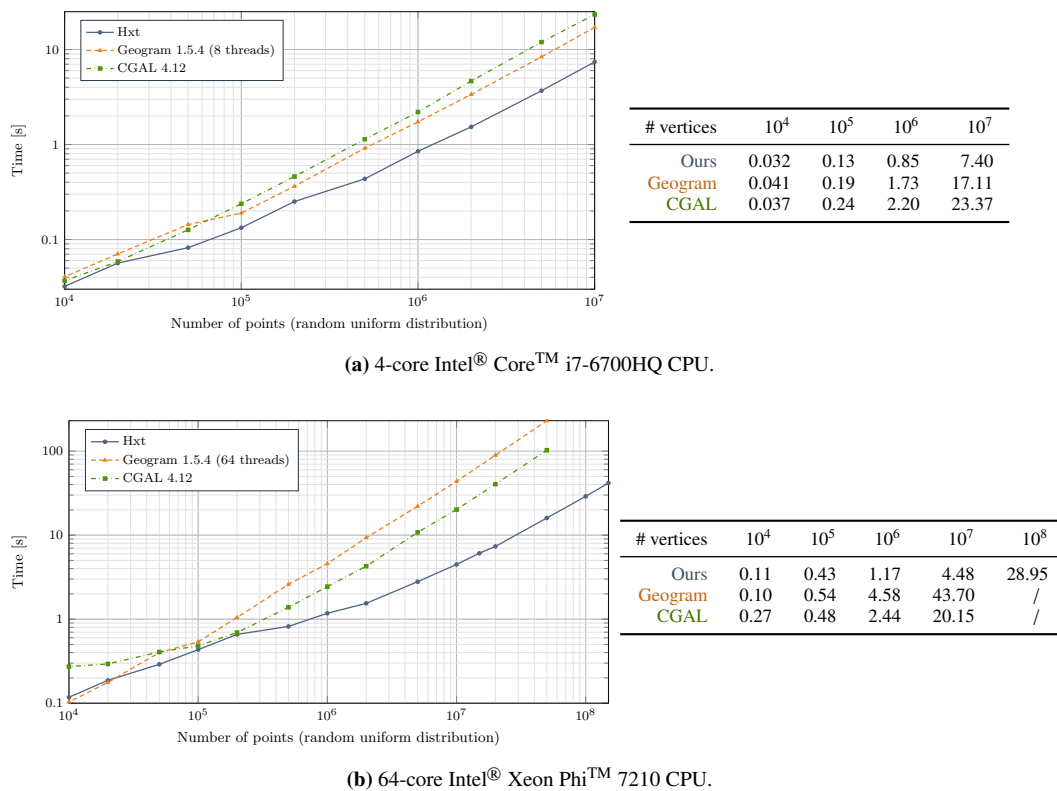 10
1
0.1
Time [s]
Hxt
Geogram 1.5.4 (8 threads)
CGAL 4.12
10^4 10^5 10^6 10^7
Number of points (random uniform distribution)
# vertices 10^4 10^5 10^6 10^7
Ours 0.032 0.13 0.85 7.40
Geogram 0.041 0.19 1.73 17.11
CGAL 0.037 0.24 2.20 23.37
(a) 4-core Intel® Core™ i7-6700HQ CPU.
100
10
1
0.1
Time [s]
Hxt
Geogram 1.5.4 (64 threads)
CGAL 4.12
10^4 10^5 10^6 10^7 10^8
Number of points (random uniform distribution)
# vertices 10^4 10^5 10^6 10^7 10^8
Ours 0.11 0.43 1.17 4.48 28.95
Geogram 0.10 0.54 4.58 43.70 /
CGAL 0.27 0.48 2.44 20.15 /
(b) 64-core Intel® Xeon Phi™ 7210 CPU.